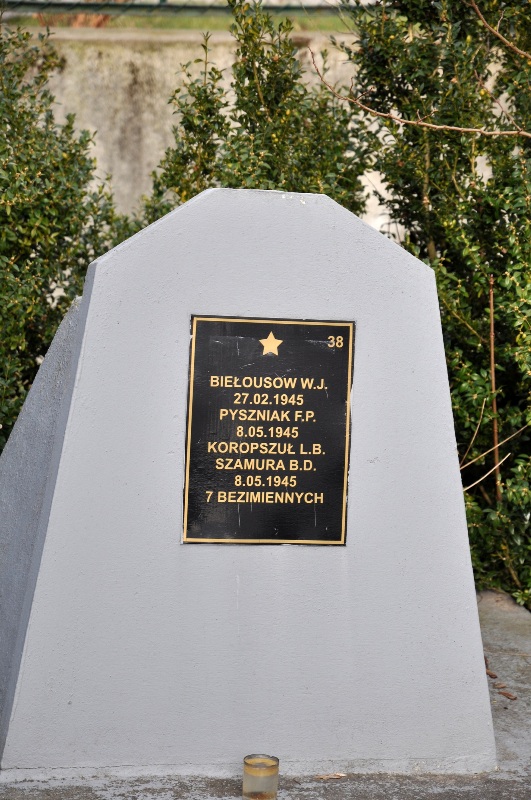 38
BIEŁOUSOW W.J.
27.02.1945
PYSZNIAK F.P.
8.05.1945
KOROPSZUŁ L.B.
SZAMURA B.D.
8.05.1945
7 BEZIMIENNYCH